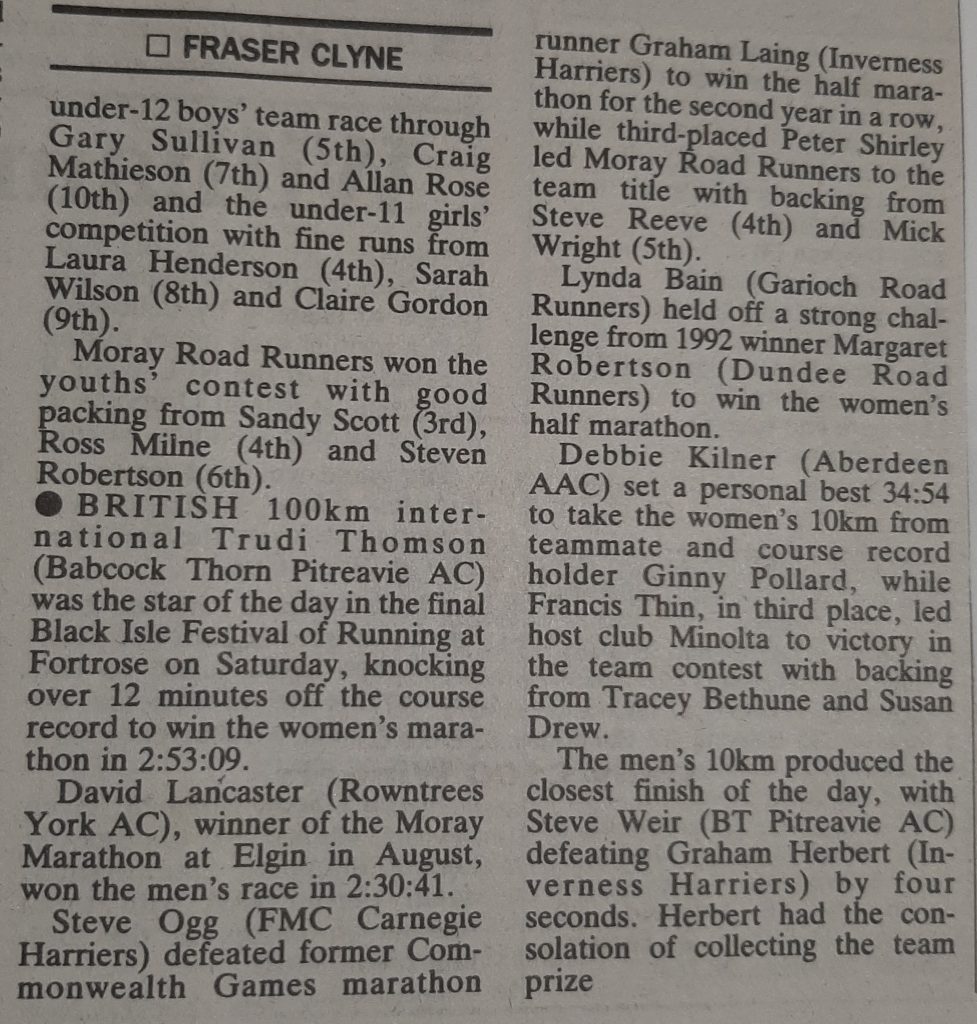 □ FRASER CLYNE
under-12 boys' team race through
Gary Sullivan (5th), Craig
Mathieson (7th) and Allan Rose
(10th) and the under-11 girls'
competition with fine runs from
Laura Henderson (4th), Sarah
Wilson (8th) and Claire Gordon
(9th).
Moray Road Runners won the
youths' contest with good
packing from Sandy Scott (3rd),
Ross Milne (4th) and Steven
Robertson (6th).
● BRITISH 100km inter-
national Trudi Thomson
(Babcock Thorn Pitreavie AC)
was the star of the day in the final
Black Isle Festival of Running at
Fortrose on Saturday, knocking
over 12 minutes off the course
record to win the women's mara-
thon in 2:53:09.
David Lancaster (Rowntrees
York AC), winner of the Moray
Marathon at Elgin in August,
won the men's race in 2:30:41.
Steve Ogg (FMC Carnegie
Harriers) defeated former Com-
monwealth Games marathon
runner Graham Laing (Inverness
Harriers) to win the half mara-
thon for the second year in a row,
while third-placed Peter Shirley
led Moray Road Runners to the
team title with backing from
Steve Reeve (4th) and Mick
Wright (5th).
Lynda Bain (Garioch Road
Runners) held off a strong chal-
lenge from 1992 winner Margaret
Robertson (Dundee Road
Runners) to win the women's
half marathon.
Debbie Kilner (Aberdeen
AAC) set a personal best 34:54
to take the women's 10km from
teammate and course record
holder Ginny Pollard, while
Francis Thin, in third place, led
host club Minolta to victory in
the team contest with backing
from Tracey Bethune and Susan
Drew.
The men's 10km produced the
closest finish of the day, with
Steve Weir (BT Pitreavie AC)
defeating Graham Herbert (In-
verness Harriers) by four
seconds. Herbert had the con-
solation of collecting the team
prize